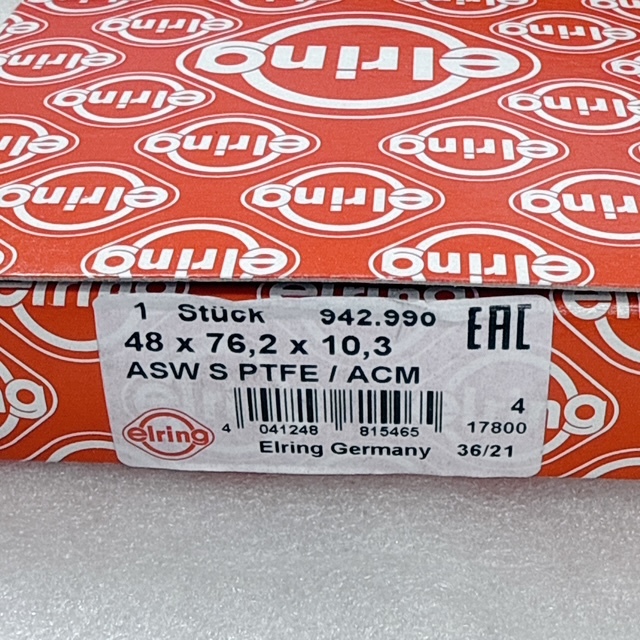 elring
1 Stück 942.990
EAC
48 x 76,2 x 10,3
ASW S PTFE / ACM
elring
4 041248 815465
4
17800
Elring Germany 36/21